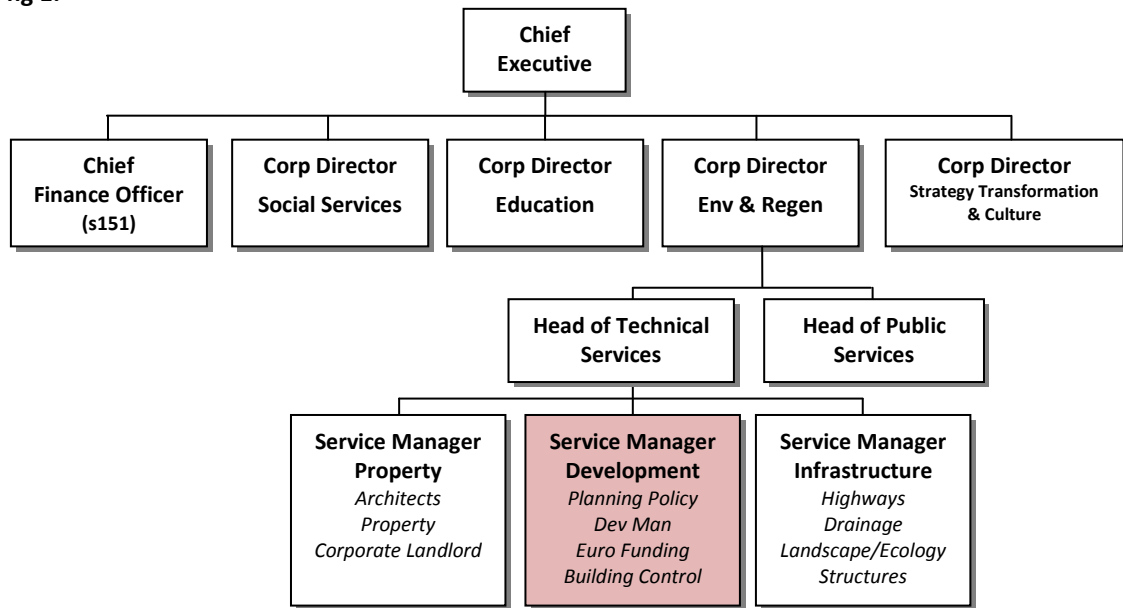 Chief
Executive
Chief
Finance Officer
(s151)
Corp Director
Social Services
Corp Director
Education
Corp Director
Env & Regen
Corp Director
Strategy Transformation
& Culture
Head of Technical
Services
Head of Public
Services
Service Manager
Property
Architects
Property
Corporate Landlord
Service Manager
Development
Planning Policy
Dev Man
Euro Funding
Building Control
Service Manager
Infrastructure
Highways
Drainage
Landscape/Ecology
Structures